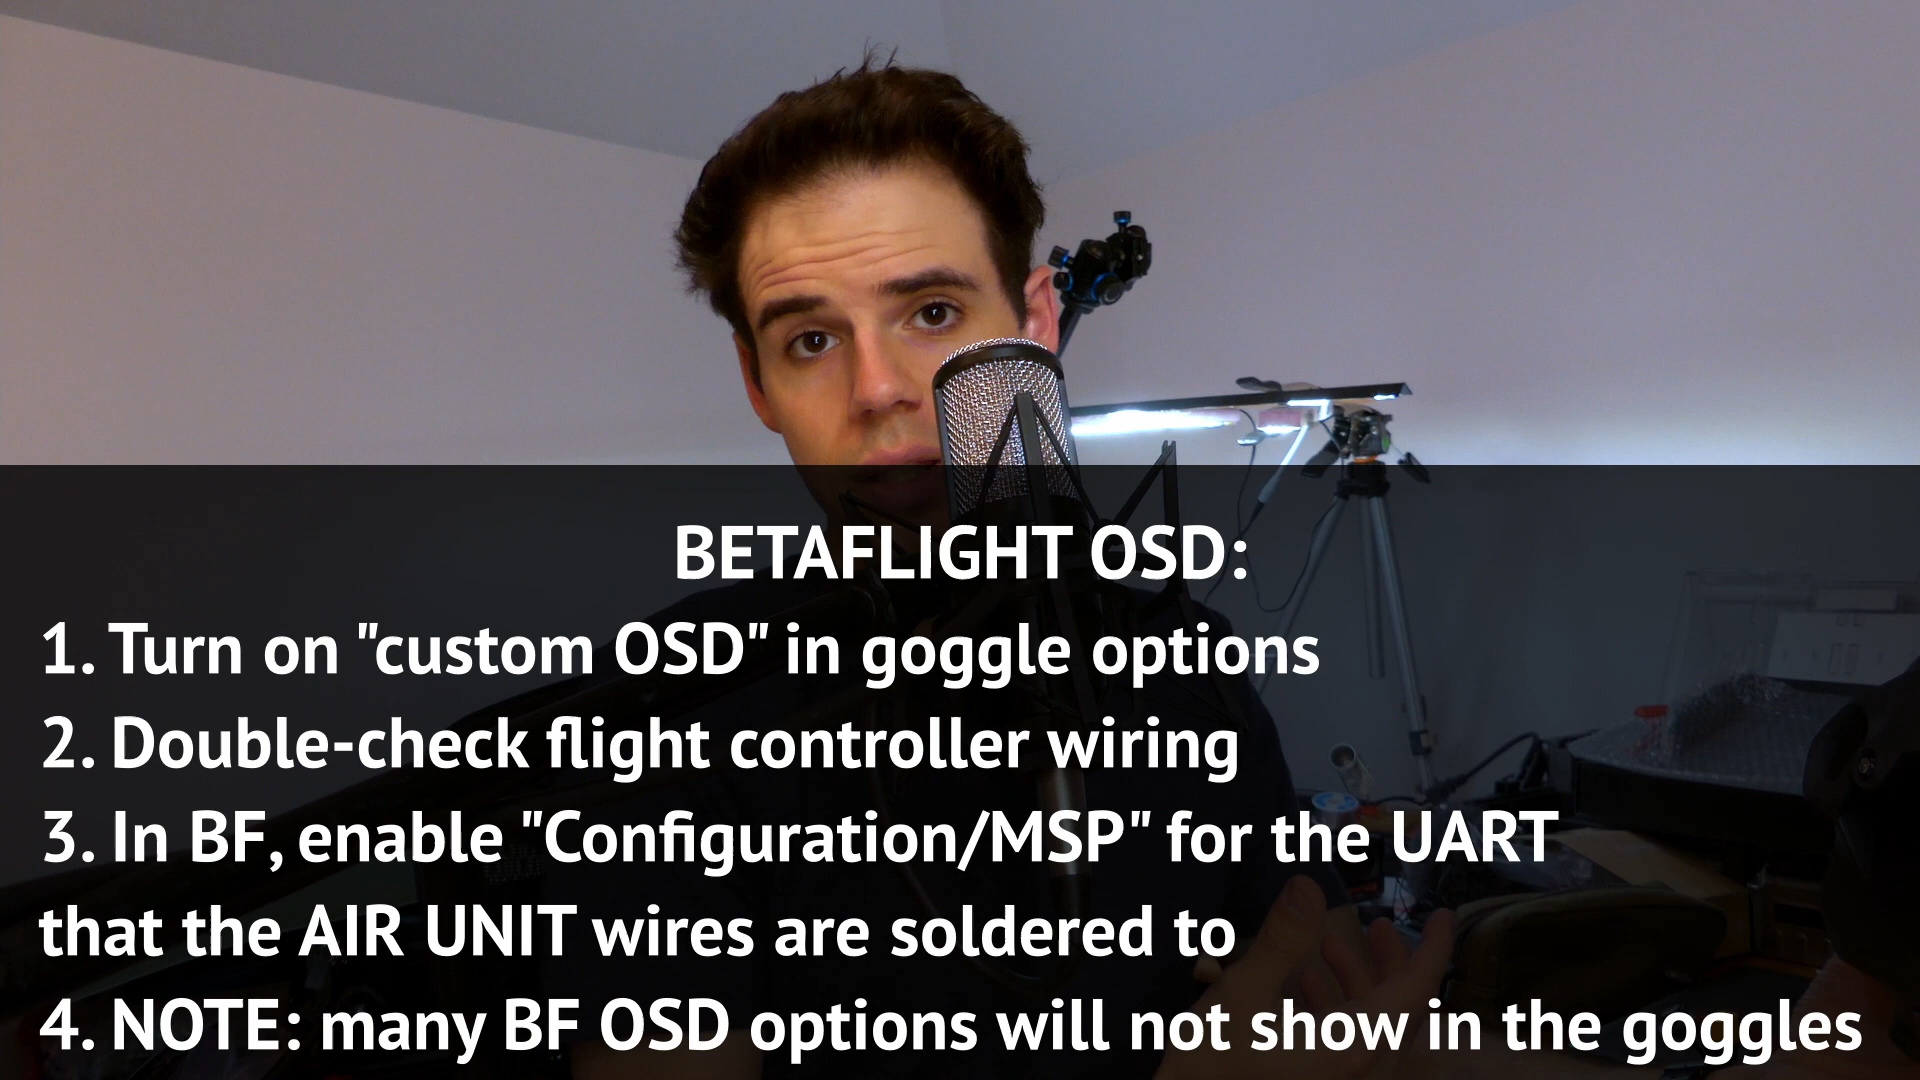 BETAFLIGHT OSD:
1. Turn on "custom OSD" in goggle options
2. Double-check flight controller wiring
3. In BF, enable "Configuration/MSP" for the UART
that the AIR UNIT wires are soldered to
4. NOTE: many BF OSD options will not show in the goggles